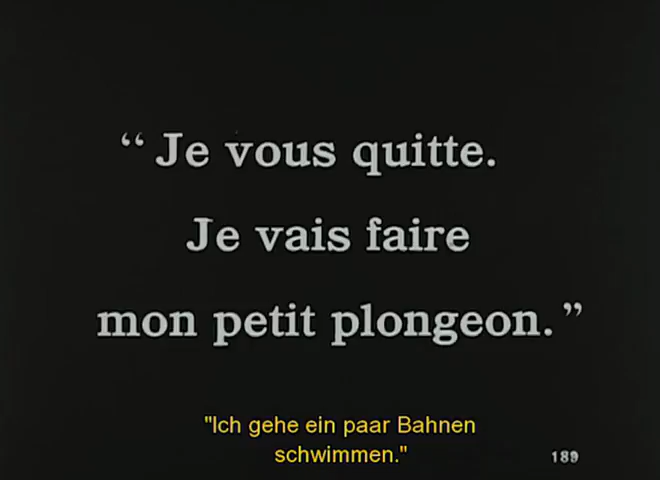 “ Je vous quitte.
Je vais faire
mon petit plongeon.”
"Ich gehe ein paar Bahnen
schwimmen."
189